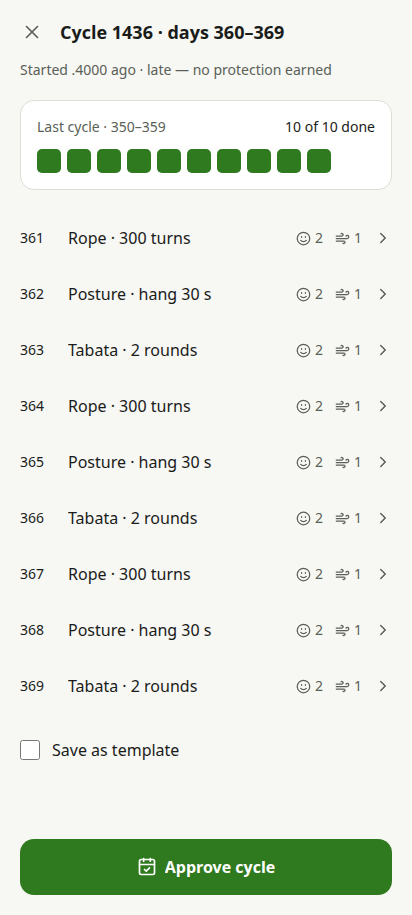 Cycle 1436 · days 360–369
Started .4000 ago · late — no protection earned
Last cycle · 350–359 10 of 10 done
361 Rope · 300 turns 2 1
362 Posture · hang 30 s 2 1
363 Tabata · 2 rounds 2 1
364 Rope · 300 turns 2 1
365 Posture · hang 30 s 2 1
366 Tabata · 2 rounds 2 1
367 Rope · 300 turns 2 1
368 Posture · hang 30 s 2 1
369 Tabata · 2 rounds 2 1
Save as template
Approve cycle